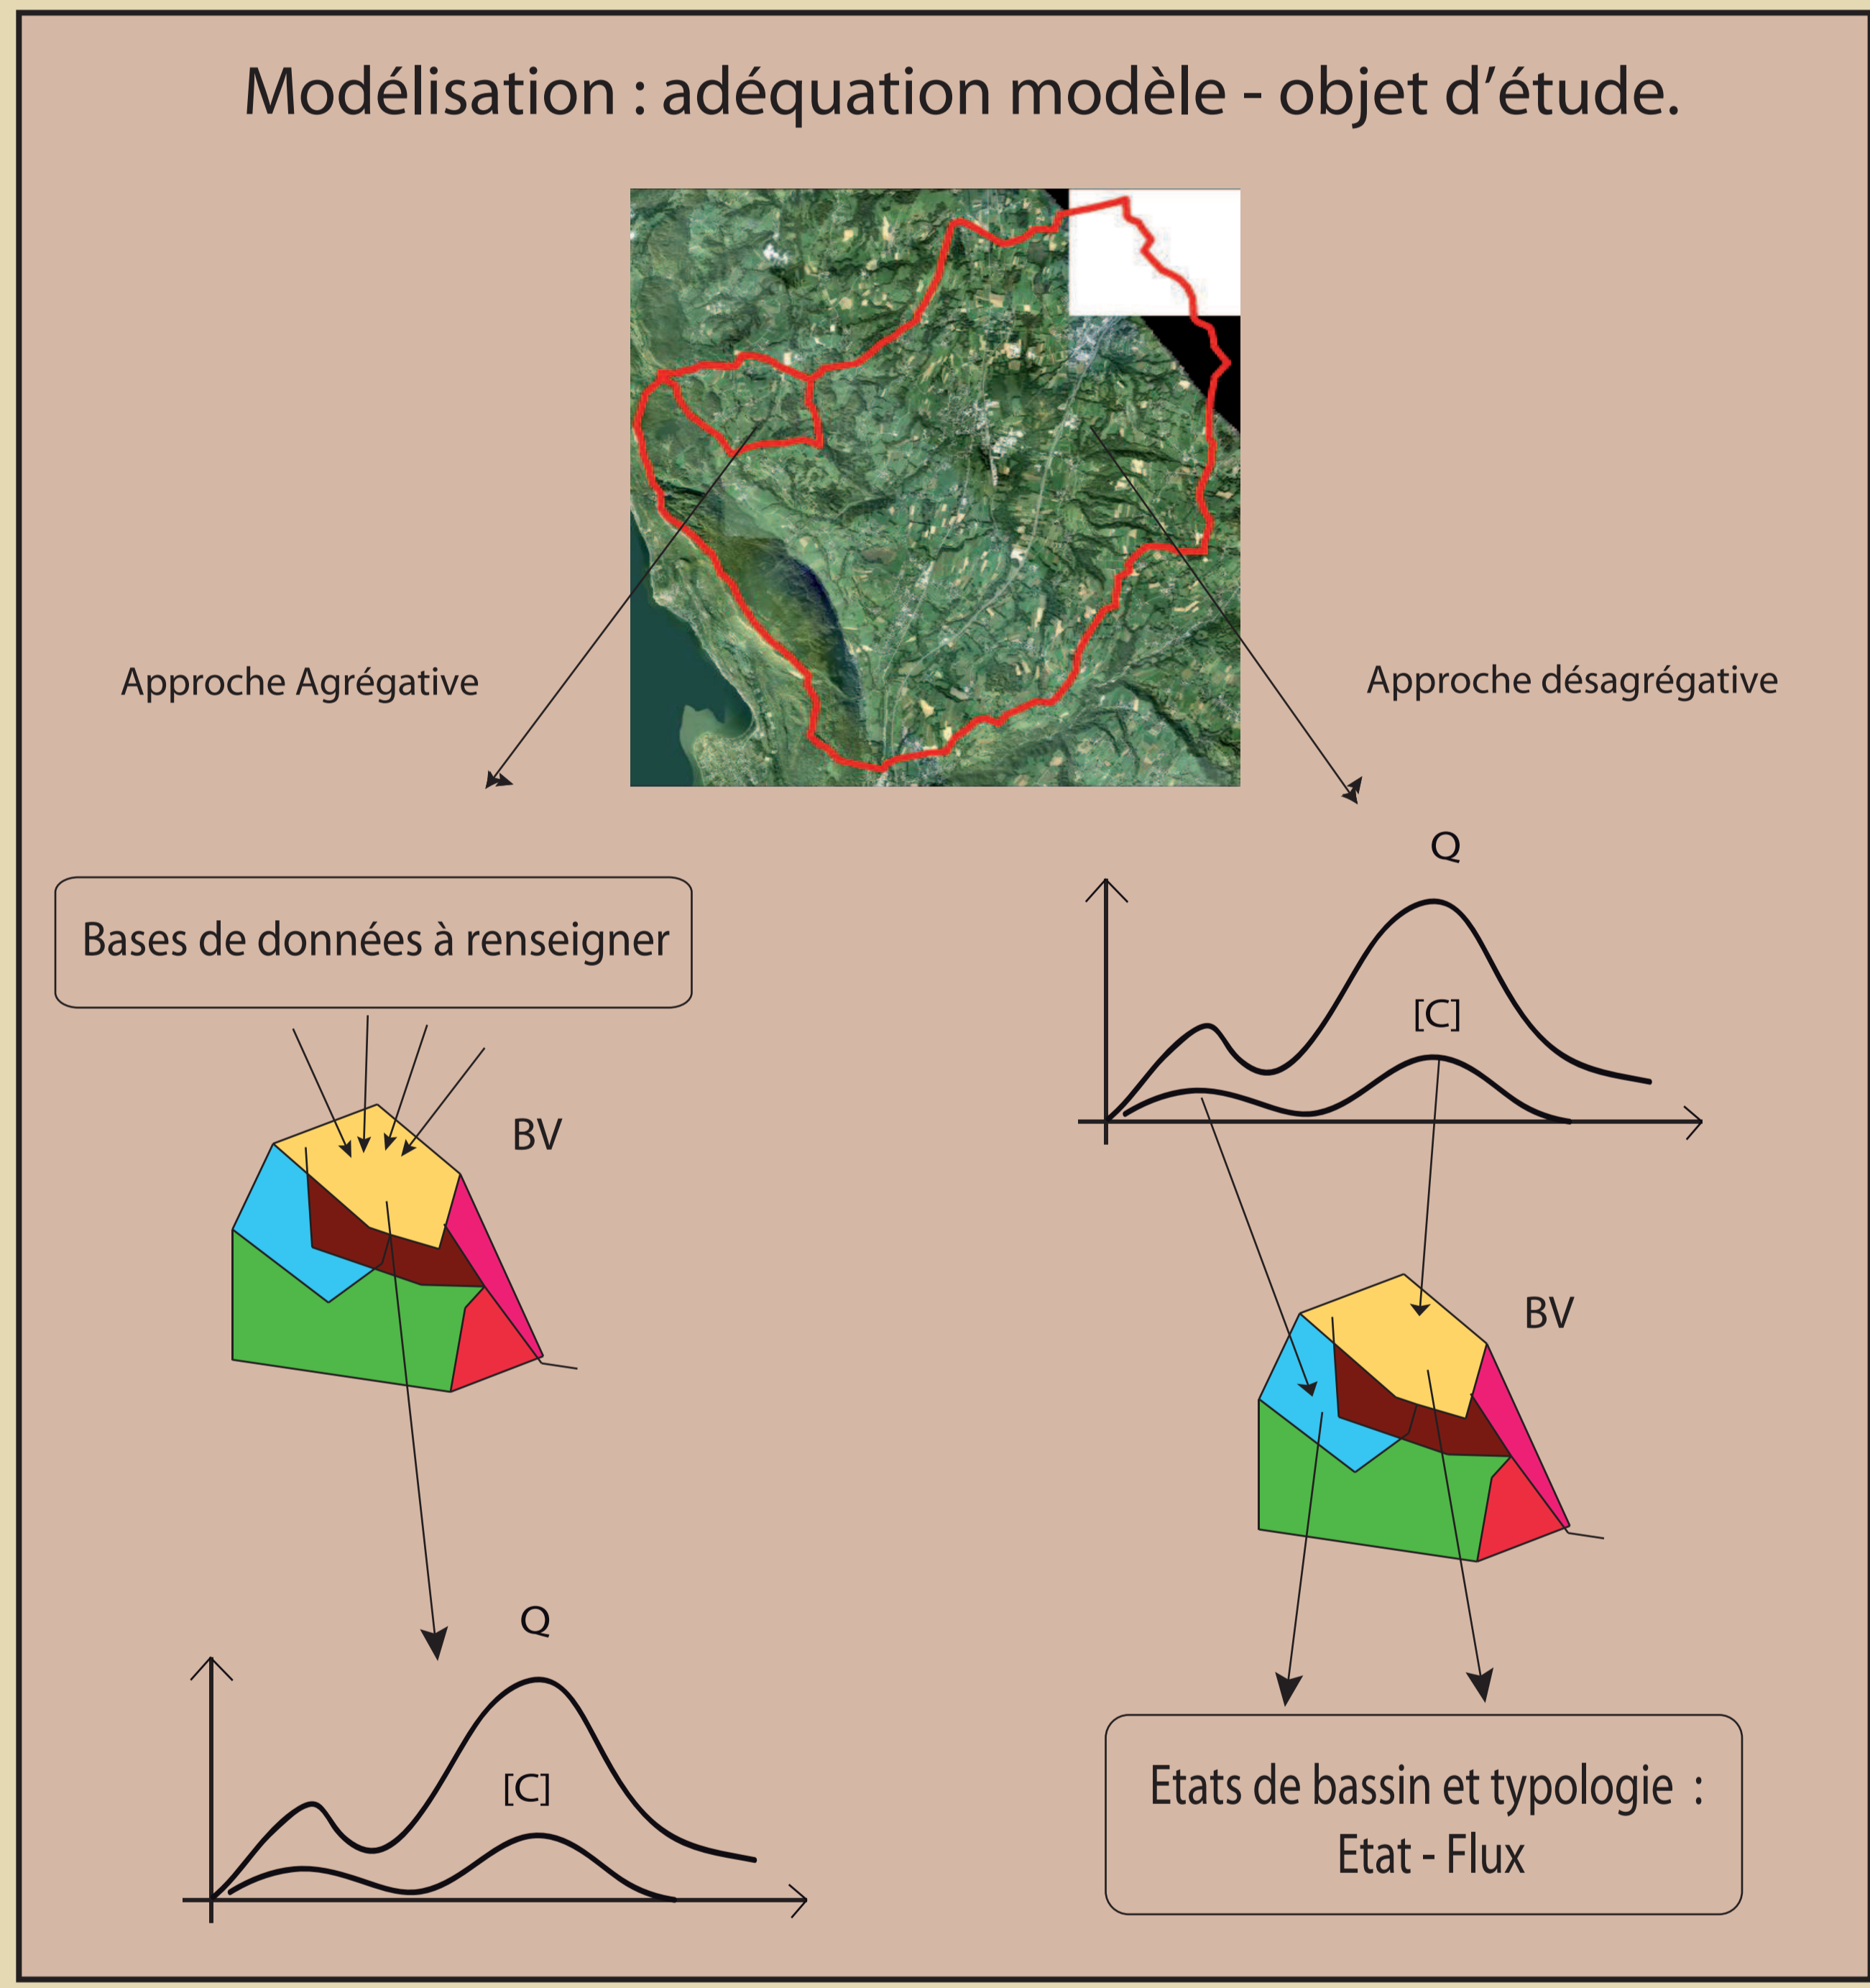 Modélisation : adéquation modèle - objet d'étude.
Approche Agrégative
Approche désagrégative
Bases de données à renseigner
BV
Q
[C]
Q
[C]
BV
Etats de bassin et typologie :
Etat - Flux